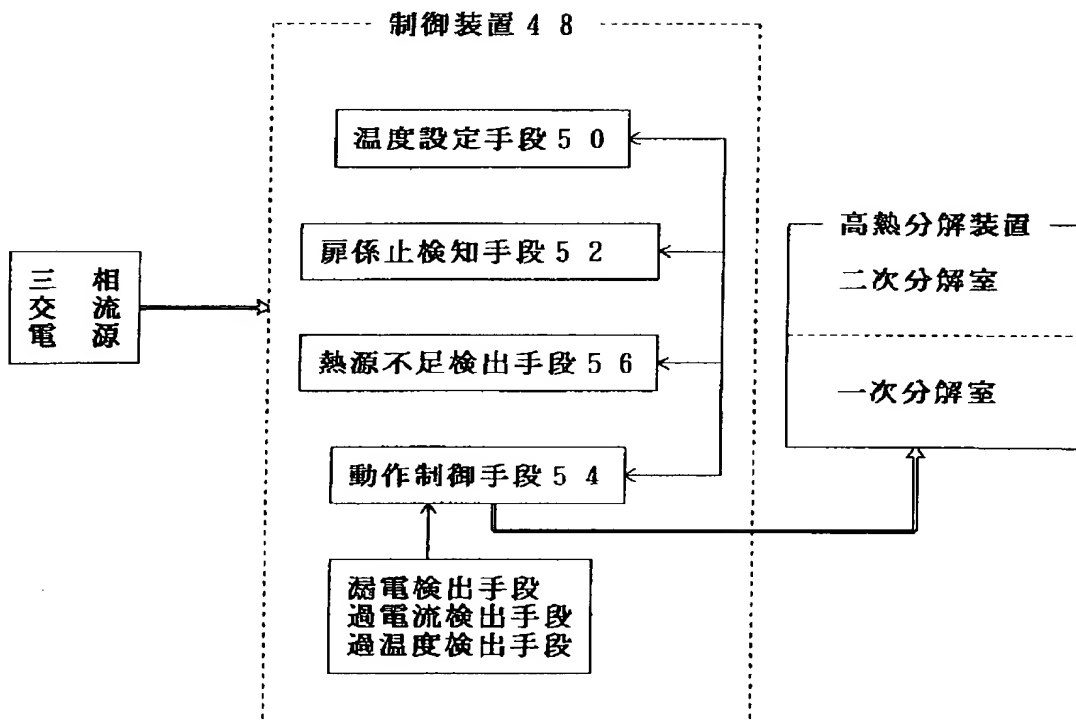 制御装置48
温度設定手段50
扉係止検知手段52
熱源不足検出手段56
動作制御手段54
漏電検出手段
過電流検出手段
過温度検出手段
三相
交流
電源
高熱分解装置
二次分解室
一次分解室